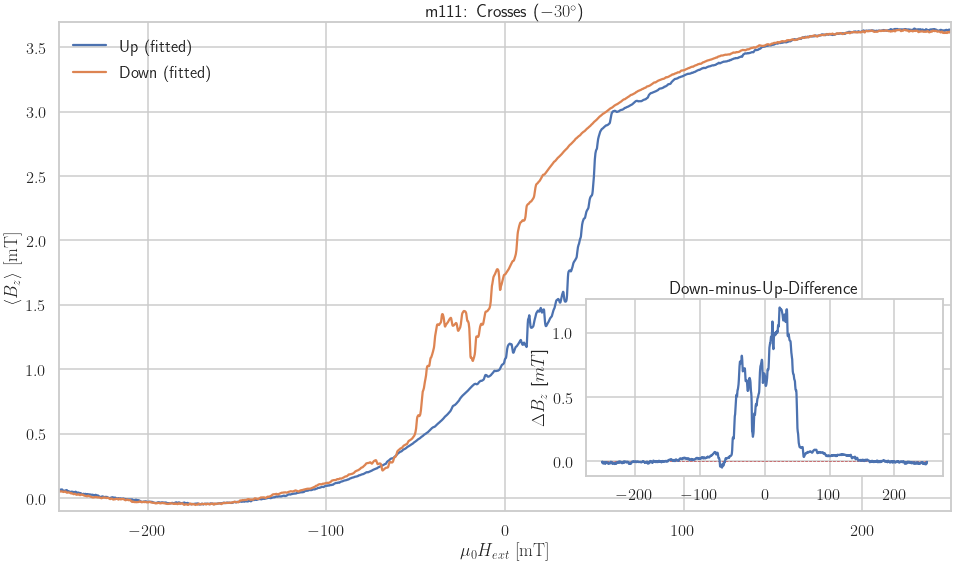 m111: Crosses (−30°)
Up (fitted)
Down (fitted)
3.5
3.0
2.5
2.0
1.5
1.0
0.5
0.0
⟨B_z⟩ [mT]
−200 −100 0 100 200
μ₀H_ext [mT]
Down-minus-Up-Difference
1.0
0.5
0.0
ΔB_z [mT]
−200 −100 0 100 200